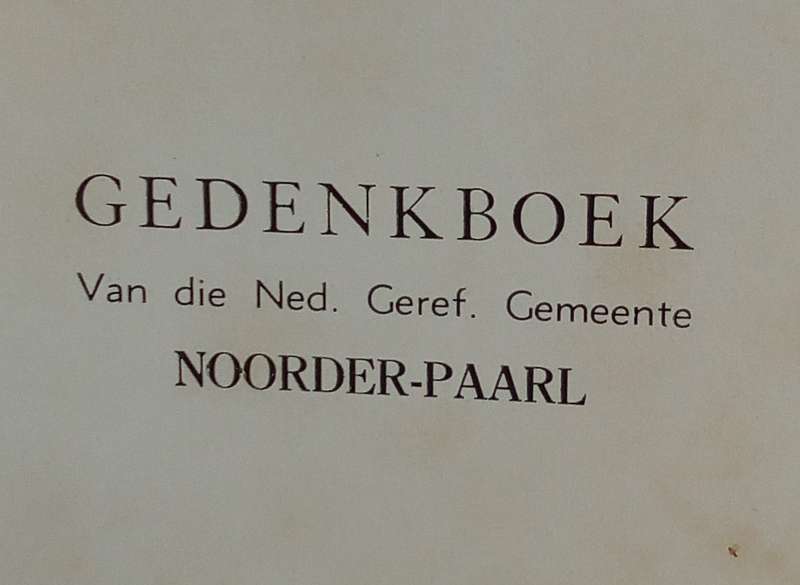 GEDENKBOEK
Van die Ned. Geref. Gemeente
NOORDER-PAARL